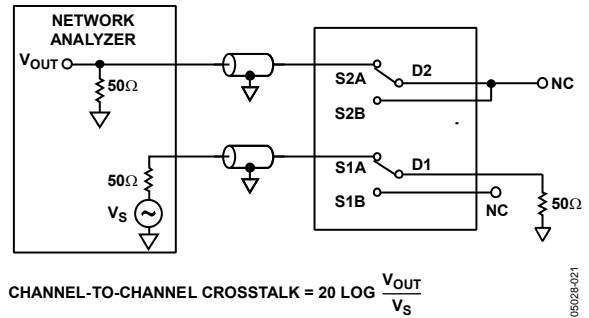 NETWORK
ANALYZER
VOUT
50Ω
S2A
D2
NC
S2B
50Ω
VS
S1A
D1
S1B
NC
50Ω
CHANNEL-TO-CHANNEL CROSSTALK = 20 LOG VOUT/VS
05028-021